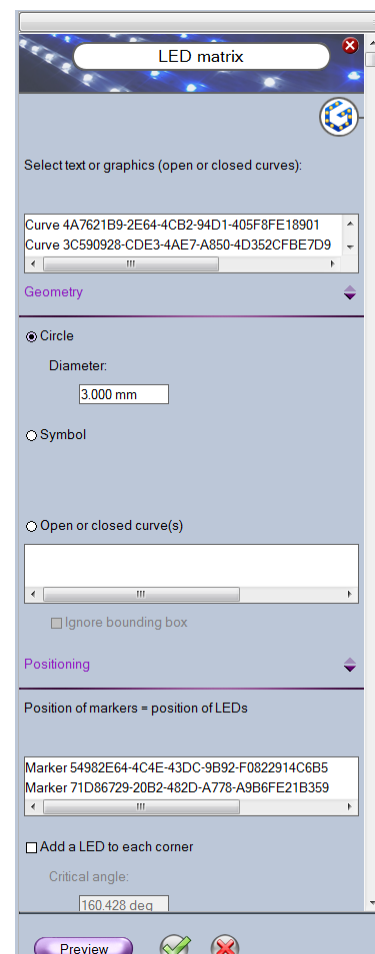 LED matrix
G
Select text or graphics (open or closed curves):
Curve 4A7621B9-2E64-4CB2-94D1-405F8FE18901
Curve 3C590928-CDE3-4AE7-A850-4D352CFBE7D9
Geometry
Circle
Diameter:
3.000 mm
Symbol
Open or closed curve(s)
Ignore bounding box
Positioning
Position of markers = position of LEDs
Marker 54982E64-4C4E-43DC-9B92-F0822914C6B5
Marker 71D86729-20B2-482D-A778-A9B6FE21B359
Add a LED to each corner
Critical angle:
160.428 deg
Preview